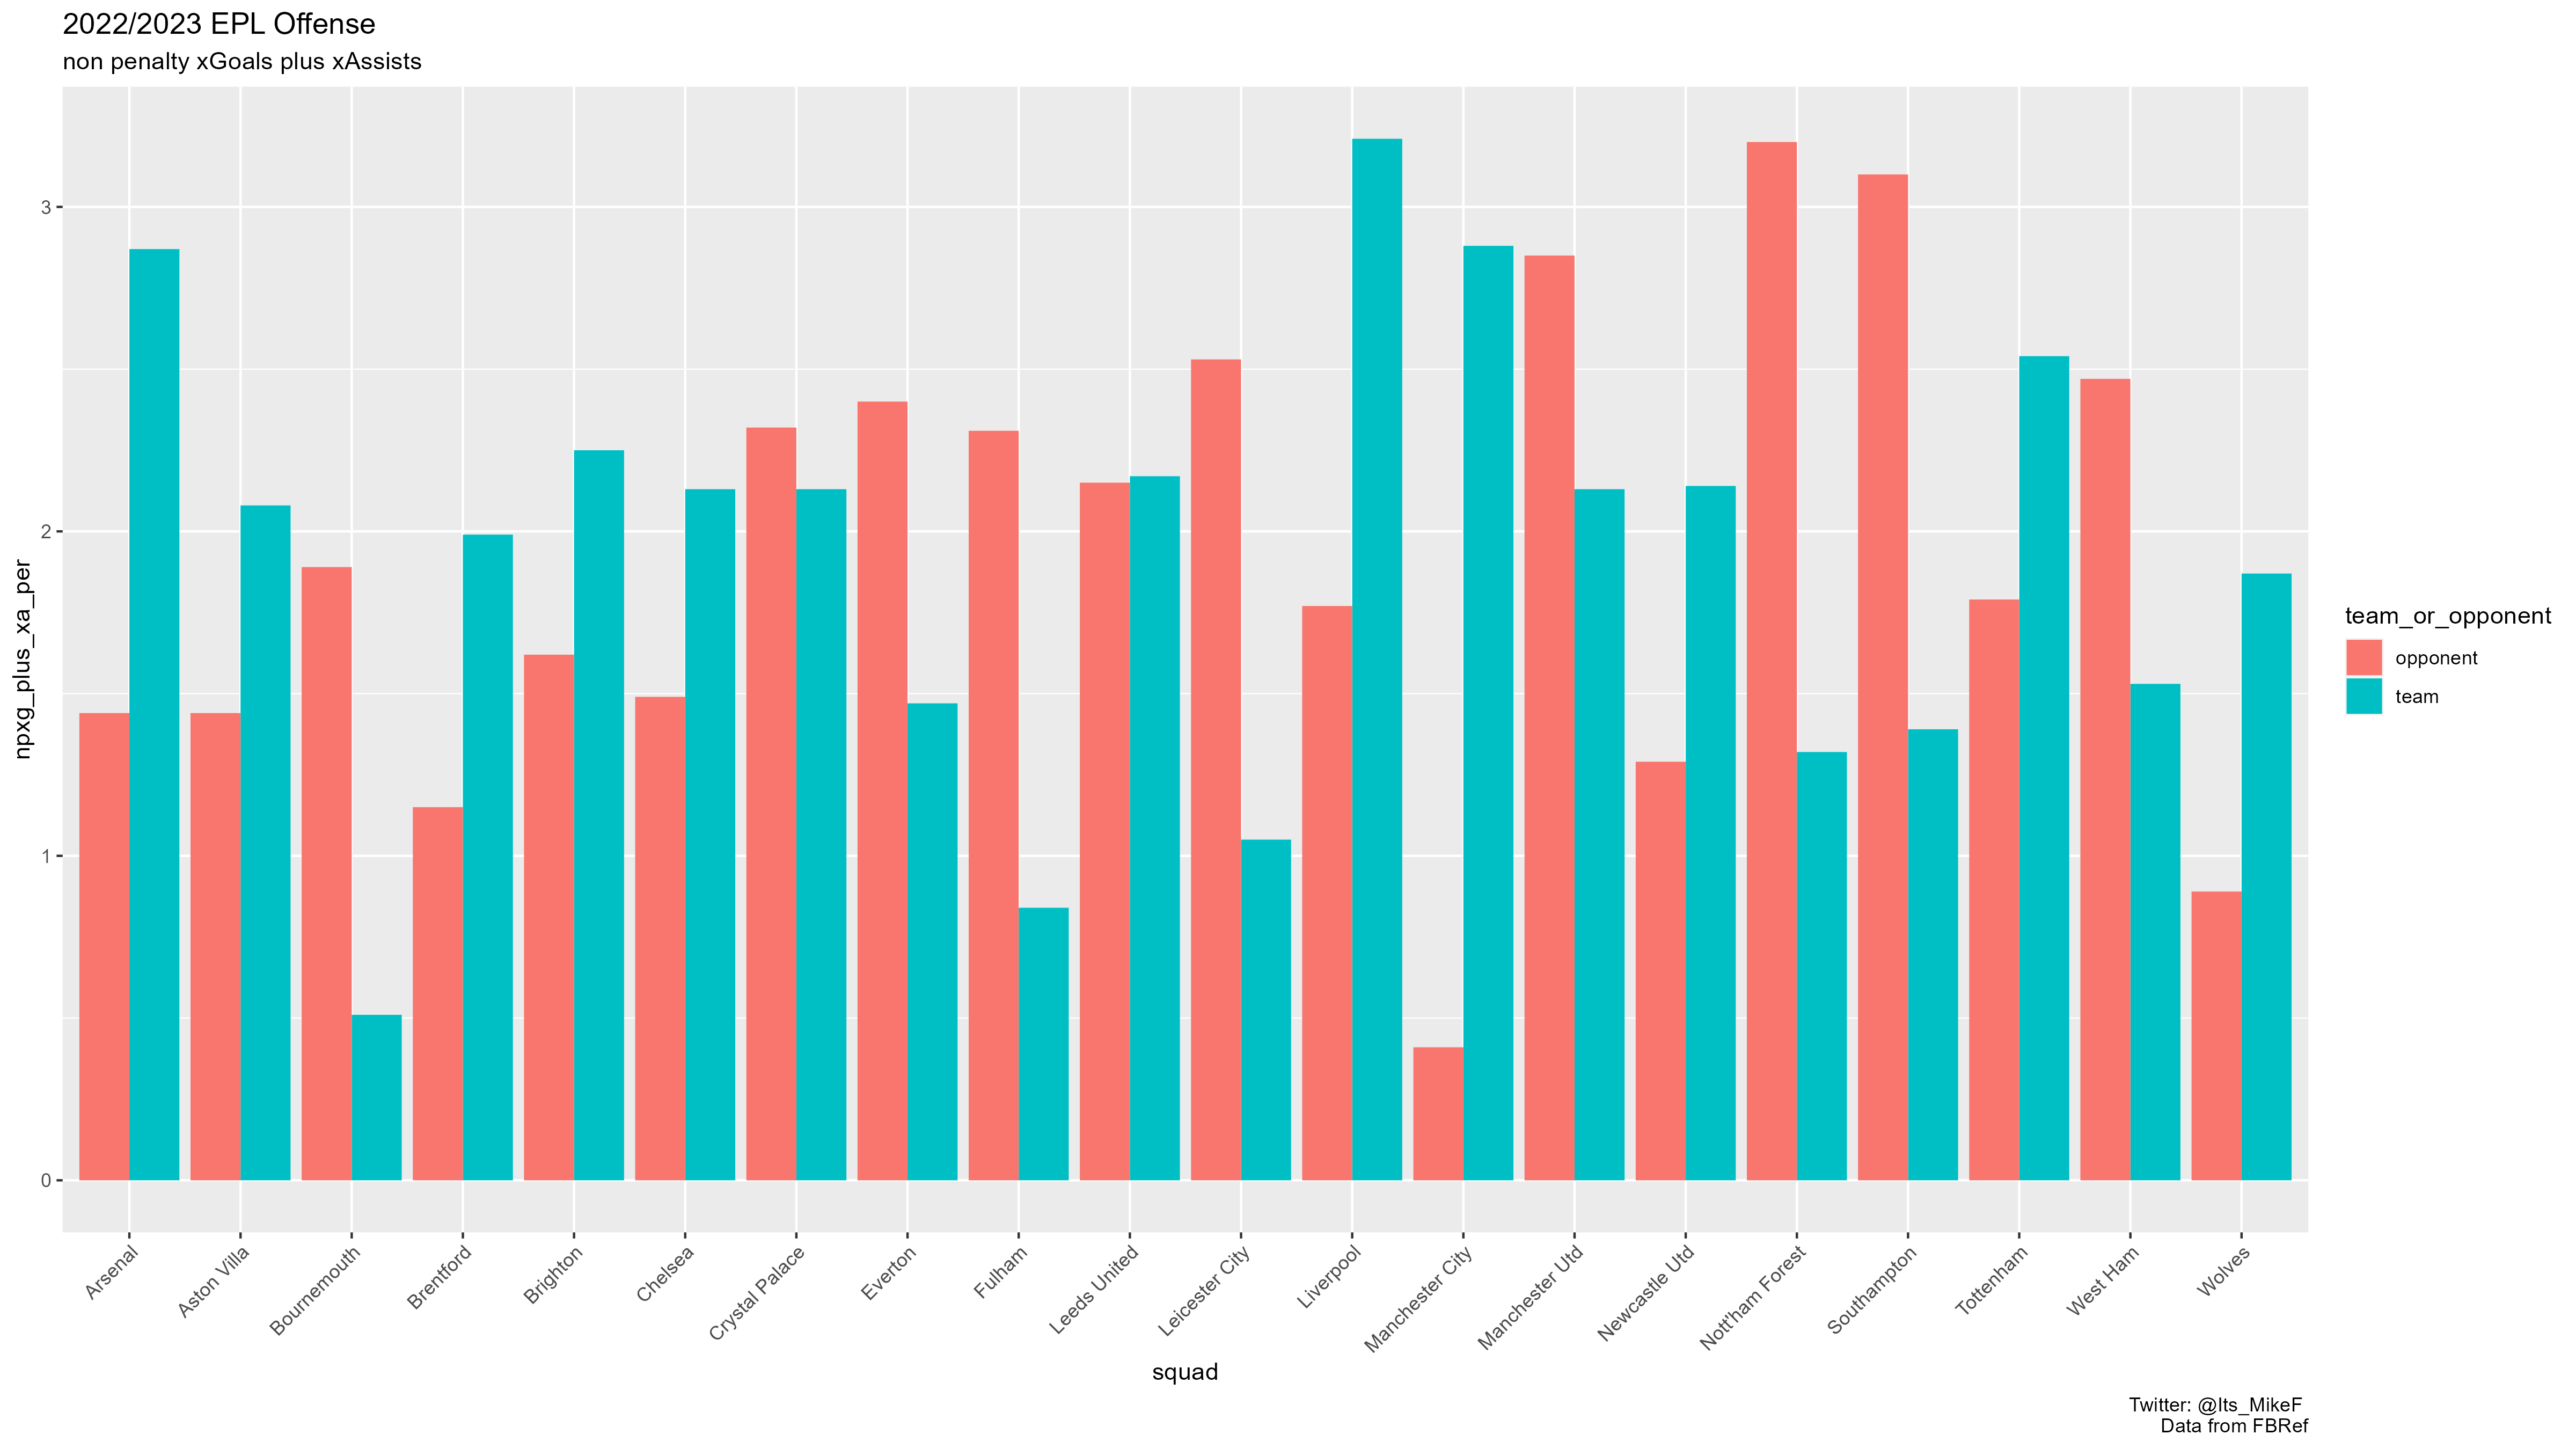 2022/2023 EPL Offense
non penalty xGoals plus xAssists
npxg_plus_xa_per
3
2
1
0
Arsenal
Aston Villa
Bournemouth
Brentford
Brighton
Chelsea
Crystal Palace
Everton
Fulham
Leeds United
Leicester City
Liverpool
Manchester City
Manchester Utd
Newcastle Utd
Nott'ham Forest
Southampton
Tottenham
West Ham
Wolves
squad
team_or_opponent
opponent
team
Twitter: @Its_MikeF
Data from FBRef